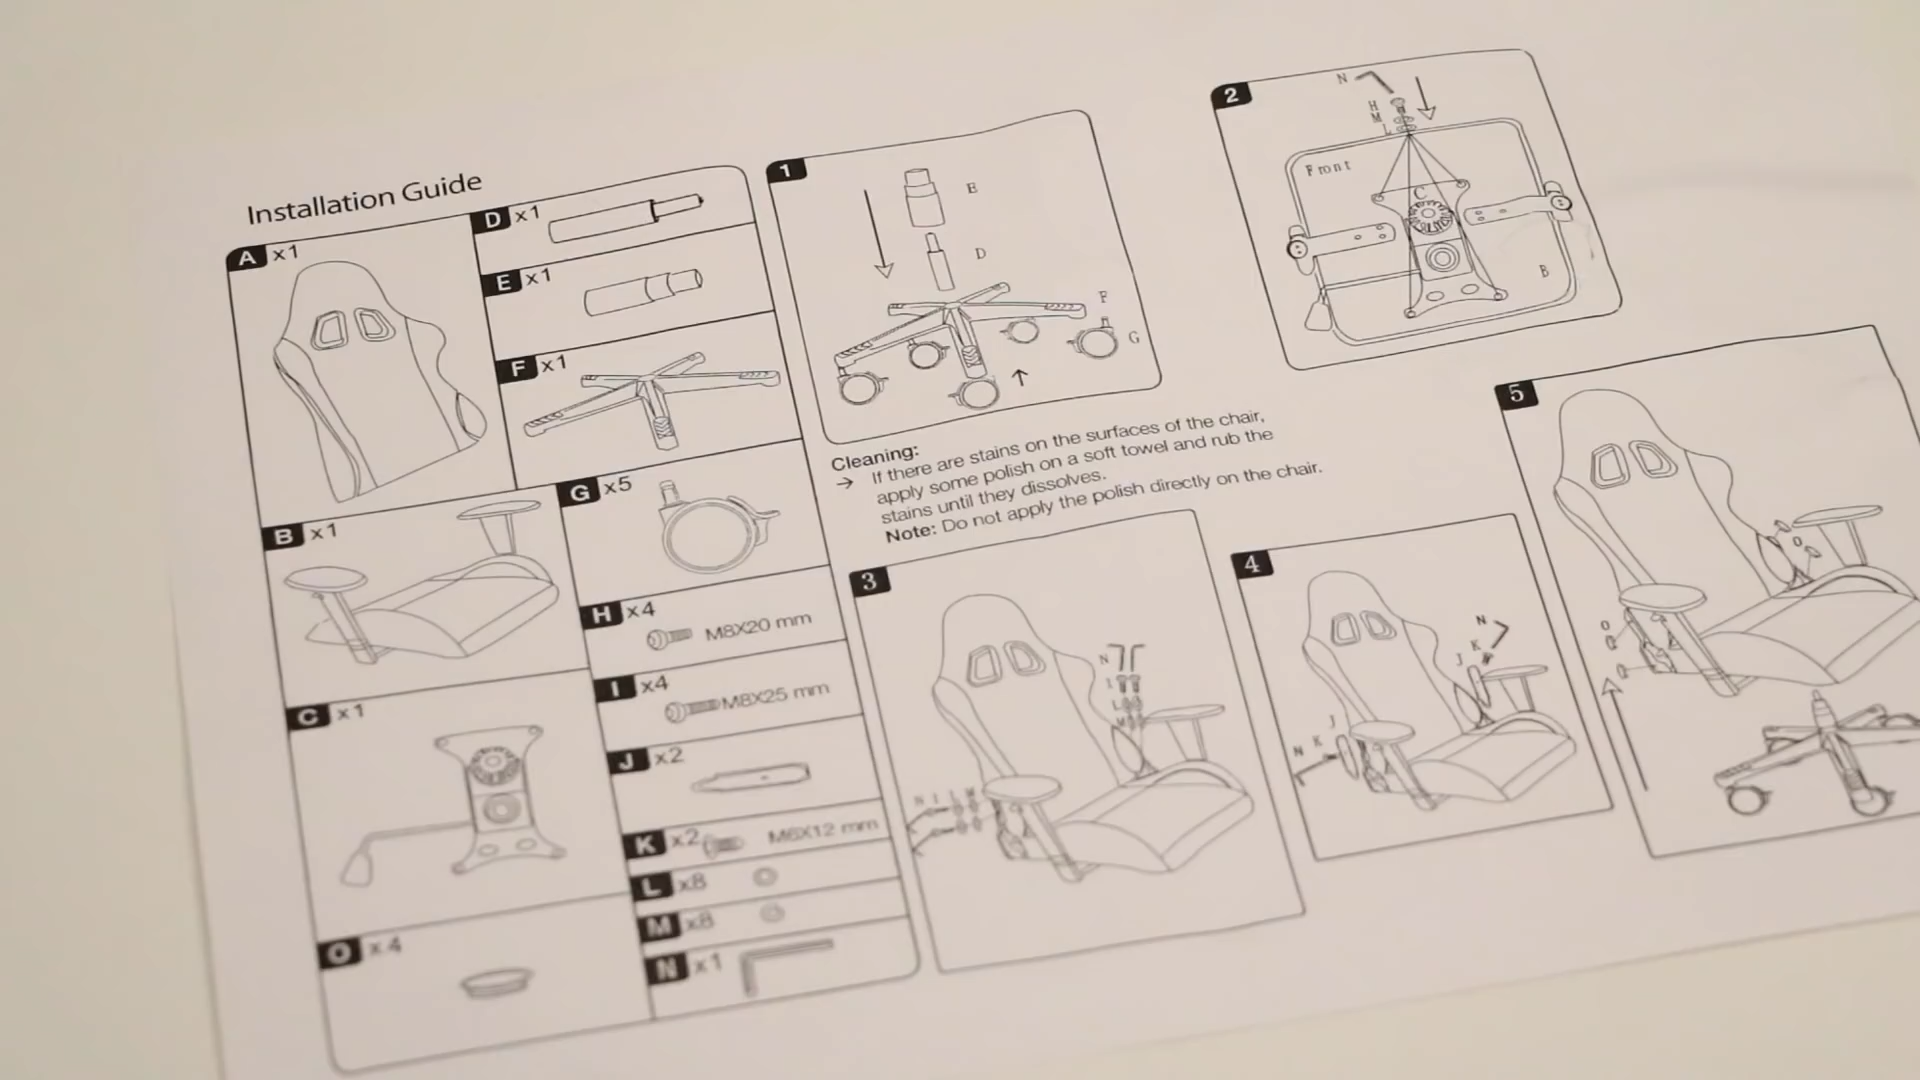 Installation Guide
A x1
D x1
E x1
F x1
B x1
G x5
H x4 M8X20 mm
I x4 M8X25 mm
C x1
J x2
K x2 M6X12 mm
L x8
M x8
O x4
N x1
1
E
D
F
G
2
N
H
M
L
Front
C
B
Cleaning:
→ If there are stains on the surfaces of the chair,
apply some polish on a soft towel and rub the
stains until they dissolves.
Note: Do not apply the polish directly on the chair.
3
N
I
L
M
N I L M
4
N
K
J
J
K
N
5
O